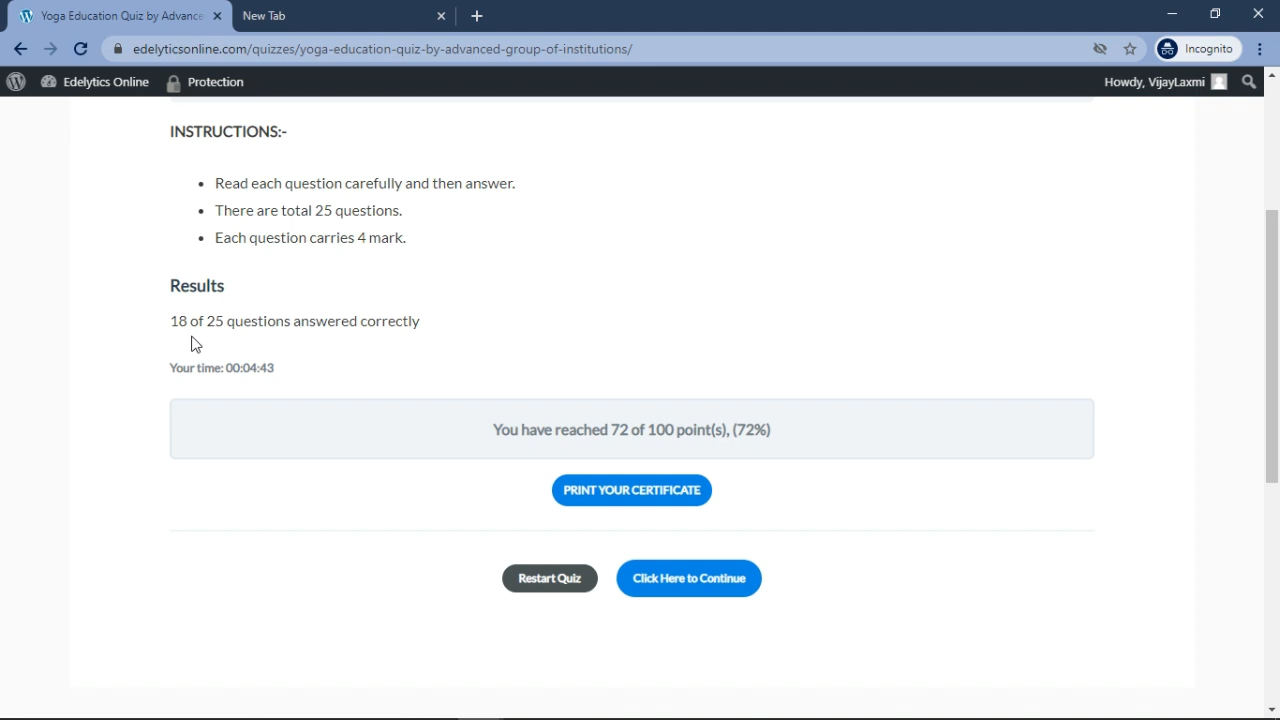 Yoga Education Quiz by Advance
New Tab
edelyticsonline.com/quizzes/yoga-education-quiz-by-advanced-group-of-institutions/
Incognito
Edelytics Online
Protection
Howdy, VijayLaxmi
INSTRUCTIONS:-
• Read each question carefully and then answer.
• There are total 25 questions.
• Each question carries 4 mark.
Results
18 of 25 questions answered correctly
Your time: 00:04:43
You have reached 72 of 100 point(s), (72%)
PRINT YOUR CERTIFICATE
Restart Quiz
Click Here to Continue